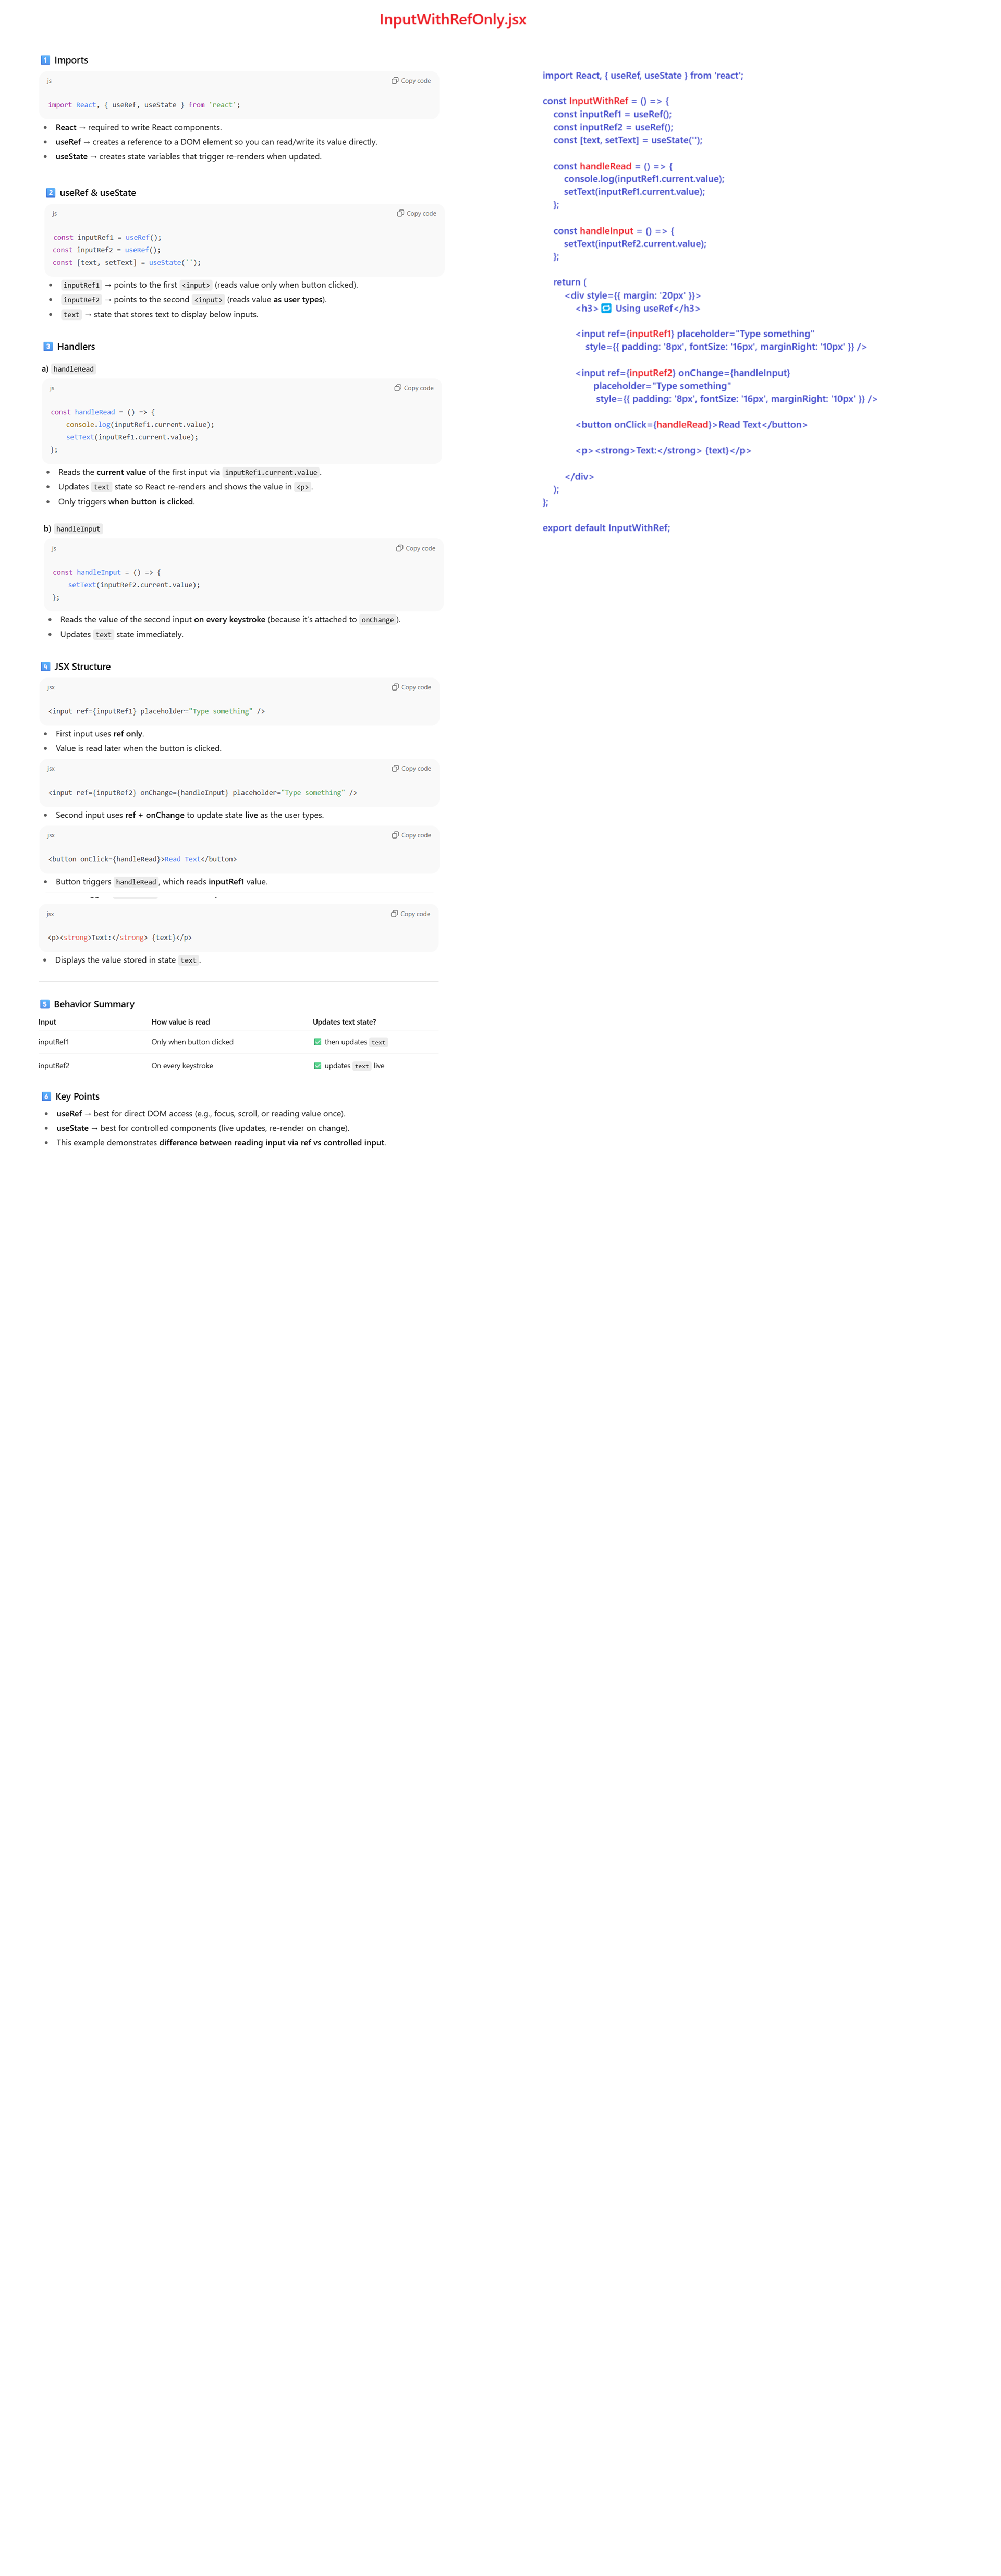 InputWithRefOnly.jsx
1 Imports
js
Copy code
import React, { useRef, useState } from 'react';
• React → required to write React components.
• useRef → creates a reference to a DOM element so you can read/write its value directly.
• useState → creates state variables that trigger re-renders when updated.
2 useRef & useState
js
Copy code
const inputRef1 = useRef();
const inputRef2 = useRef();
const [text, setText] = useState('');
• inputRef1 → points to the first <input> (reads value only when button clicked).
• inputRef2 → points to the second <input> (reads value as user types).
• text → state that stores text to display below inputs.
3 Handlers
a) handleRead
js
Copy code
const handleRead = () => {
    console.log(inputRef1.current.value);
    setText(inputRef1.current.value);
};
• Reads the current value of the first input via inputRef1.current.value.
• Updates text state so React re-renders and shows the value in <p>.
• Only triggers when button is clicked.
b) handleInput
js
Copy code
const handleInput = () => {
    setText(inputRef2.current.value);
};
• Reads the value of the second input on every keystroke (because it's attached to onChange).
• Updates text state immediately.
4 JSX Structure
jsx
Copy code
<input ref={inputRef1} placeholder="Type something" />
• First input uses ref only.
• Value is read later when the button is clicked.
jsx
Copy code
<input ref={inputRef2} onChange={handleInput} placeholder="Type something" />
• Second input uses ref + onChange to update state live as the user types.
jsx
Copy code
<button onClick={handleRead}>Read Text</button>
• Button triggers handleRead, which reads inputRef1 value.
jsx
Copy code
<p><strong>Text:</strong> {text}</p>
• Displays the value stored in state text.
5 Behavior Summary
Input How value is read Updates text state?
inputRef1 Only when button clicked ✅ then updates text
inputRef2 On every keystroke ✅ updates text live
6 Key Points
• useRef → best for direct DOM access (e.g., focus, scroll, or reading value once).
• useState → best for controlled components (live updates, re-render on change).
• This example demonstrates difference between reading input via ref vs controlled input.
import React, { useRef, useState } from 'react';
const InputWithRef = () => {
    const inputRef1 = useRef();
    const inputRef2 = useRef();
    const [text, setText] = useState('');
    const handleRead = () => {
        console.log(inputRef1.current.value);
        setText(inputRef1.current.value);
    };
    const handleInput = () => {
        setText(inputRef2.current.value);
    };
    return (
        <div style={{ margin: '20px' }}>
            <h3>🔁 Using useRef</h3>
            <input ref={inputRef1} placeholder="Type something"
                style={{ padding: '8px', fontSize: '16px', marginRight: '10px' }} />
            <input ref={inputRef2} onChange={handleInput}
                placeholder="Type something"
                style={{ padding: '8px', fontSize: '16px', marginRight: '10px' }} />
            <button onClick={handleRead}>Read Text</button>
            <p><strong>Text:</strong> {text}</p>
        </div>
    );
};
export default InputWithRef;